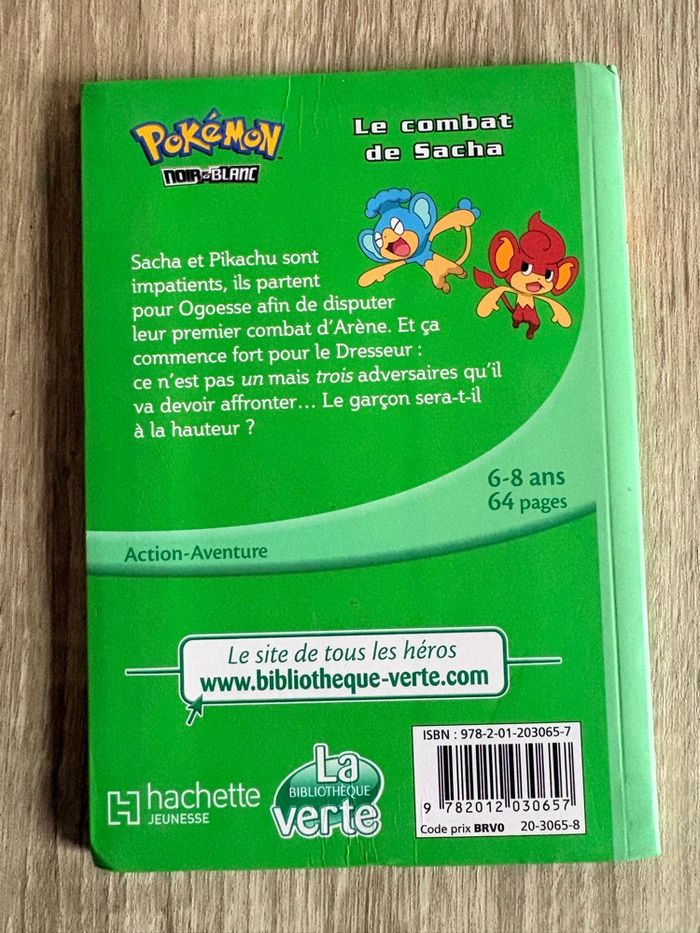 POKéMON™
NOIR & BLANC
Le combat
de Sacha
Sacha et Pikachu sont
impatients, ils partent
pour Ogoesse afin de disputer
leur premier combat d'Arène. Et ça
commence fort pour le Dresseur :
ce n'est pas un mais trois adversaires qu'il
va devoir affronter... Le garçon sera-t-il
à la hauteur ?
6-8 ans
64 pages
Action-Aventure
Le site de tous les héros
www.bibliotheque-verte.com
hachette
JEUNESSE
La
BIBLIOTHÈQUE
verte
ISBN : 978-2-01-203065-7
9 782012 030657
Code prix BRV0 20-3065-8